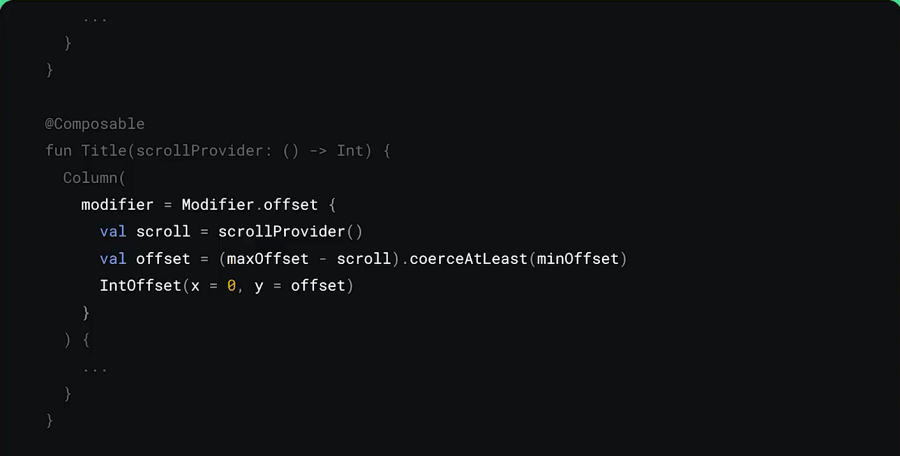 ...
}
}
@Composable
fun Title(scrollProvider: () -> Int) {
Column(
modifier = Modifier.offset {
val scroll = scrollProvider()
val offset = (maxOffset - scroll).coerceAtLeast(minOffset)
IntOffset(x = 0, y = offset)
}
) {
...
}
}